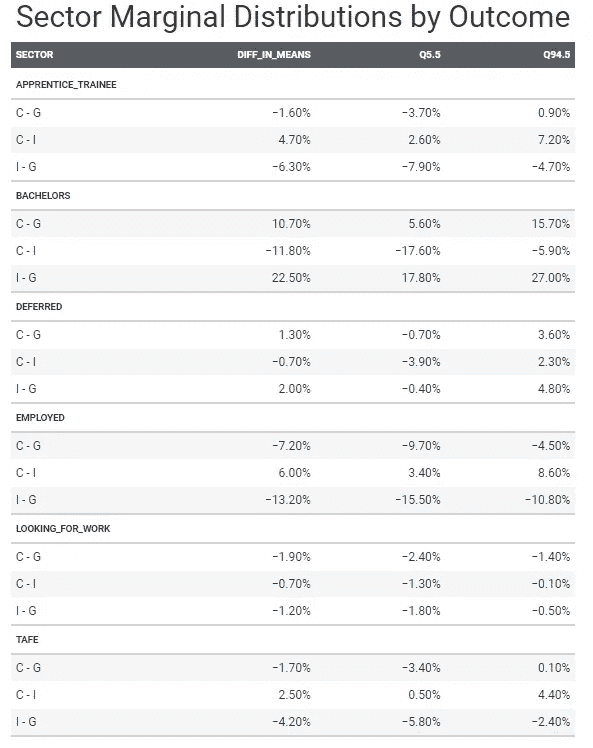 Sector Marginal Distributions by Outcome
SECTOR DIFF_IN_MEANS Q5.5 Q94.5
APPRENTICE_TRAINEE
C - G −1.60% −3.70% 0.90%
C - I 4.70% 2.60% 7.20%
I - G −6.30% −7.90% −4.70%
BACHELORS
C - G 10.70% 5.60% 15.70%
C - I −11.80% −17.60% −5.90%
I - G 22.50% 17.80% 27.00%
DEFERRED
C - G 1.30% −0.70% 3.60%
C - I −0.70% −3.90% 2.30%
I - G 2.00% −0.40% 4.80%
EMPLOYED
C - G −7.20% −9.70% −4.50%
C - I 6.00% 3.40% 8.60%
I - G −13.20% −15.50% −10.80%
LOOKING_FOR_WORK
C - G −1.90% −2.40% −1.40%
C - I −0.70% −1.30% −0.10%
I - G −1.20% −1.80% −0.50%
TAFE
C - G −1.70% −3.40% 0.10%
C - I 2.50% 0.50% 4.40%
I - G −4.20% −5.80% −2.40%